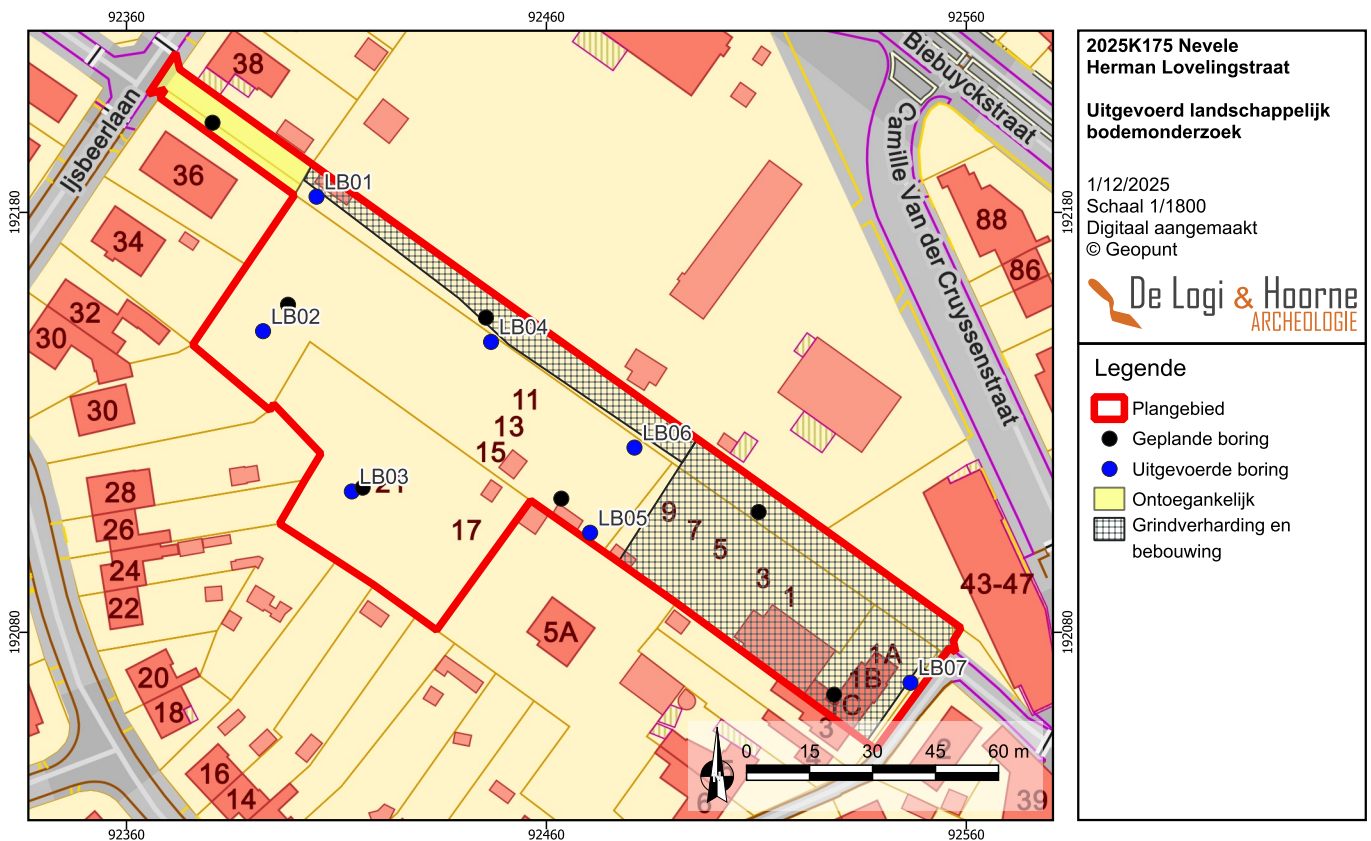 92360
92460
92560
192180
192080
192180
192080
92360
92460
92560
Ijsbeerlaan
Biebuyckstraat
Camille Van der Cruyssenstraat
38
36
34
32
30
30
28
26
24
22
20
18
16
14
88
86
43-47
11
13
15
21
17
9
7
5
3
1
1A
1B
1C
3
5A
4
2
6
39
LB01
LB02
LB03
LB04
LB05
LB06
LB07
N
0 15 30 45 60 m
2025K175 Nevele
Herman Lovelingstraat
Uitgevoerd landschappelijk
bodemonderzoek
1/12/2025
Schaal 1/1800
Digitaal aangemaakt
© Geopunt
De Logi & Hoorne
ARCHEOLOGIE
Legende
Plangebied
Geplande boring
Uitgevoerde boring
Ontoegankelijk
Grindverharding en
bebouwing